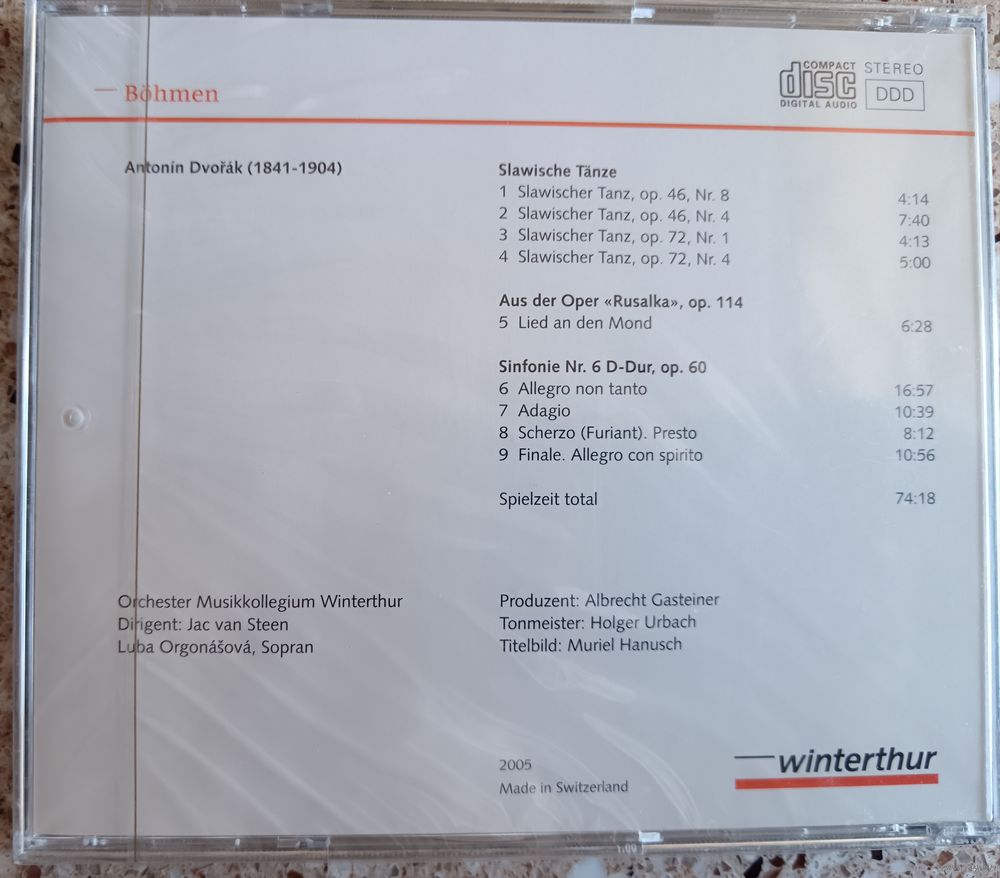 — Böhmen
COMPACT disc DIGITAL AUDIO
STEREO
DDD
Antonín Dvořák (1841-1904)
Slawische Tänze
1 Slawischer Tanz, op. 46, Nr. 8 4:14
2 Slawischer Tanz, op. 46, Nr. 4 7:40
3 Slawischer Tanz, op. 72, Nr. 1 4:13
4 Slawischer Tanz, op. 72, Nr. 4 5:00
Aus der Oper «Rusalka», op. 114
5 Lied an den Mond 6:28
Sinfonie Nr. 6 D-Dur, op. 60
6 Allegro non tanto 16:57
7 Adagio 10:39
8 Scherzo (Furiant). Presto 8:12
9 Finale. Allegro con spirito 10:56
Spielzeit total 74:18
Orchester Musikkollegium Winterthur
Dirigent: Jac van Steen
Luba Orgonášová, Sopran
Produzent: Albrecht Gasteiner
Tonmeister: Holger Urbach
Titelbild: Muriel Hanusch
2005
Made in Switzerland
winterthur